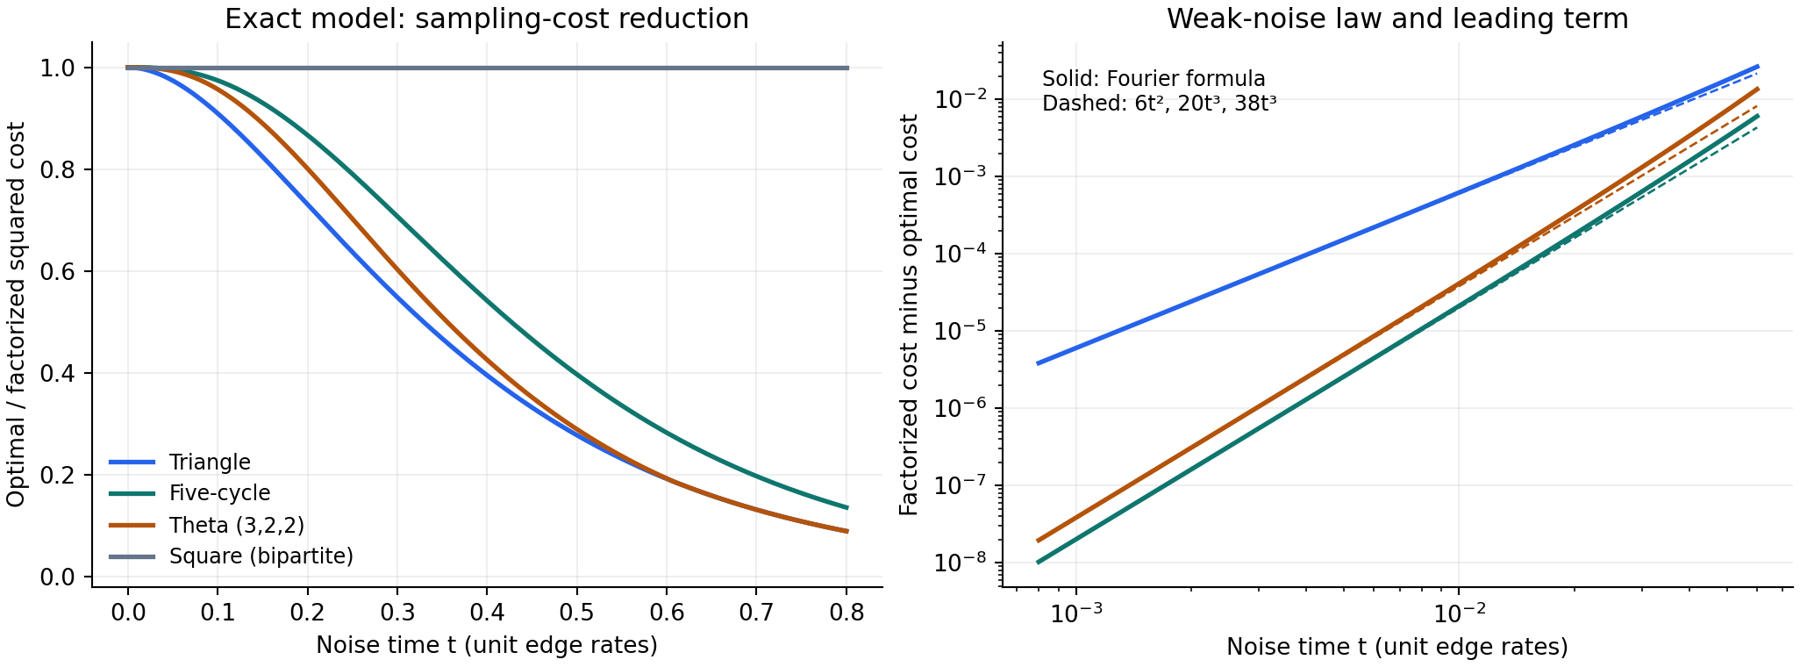 Exact model: sampling-cost reduction
Optimal / factorized squared cost
1.0
0.8
0.6
0.4
0.2
0.0
Triangle
Five-cycle
Theta (3,2,2)
Square (bipartite)
0.0 0.1 0.2 0.3 0.4 0.5 0.6 0.7 0.8
Noise time t (unit edge rates)
Weak-noise law and leading term
Factorized cost minus optimal cost
Solid: Fourier formula
Dashed: 6t², 20t³, 38t³
10⁻²
10⁻³
10⁻⁴
10⁻⁵
10⁻⁶
10⁻⁷
10⁻⁸
10⁻³ 10⁻²
Noise time t (unit edge rates)